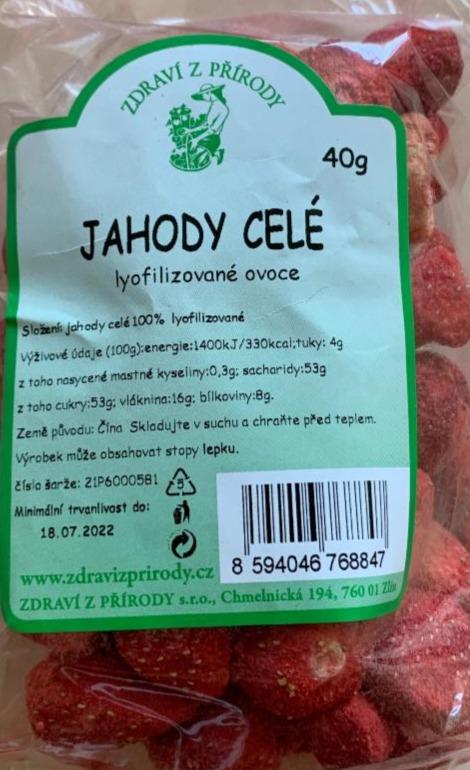 ZDRAVÍ Z PŘÍRODY
40g
JAHODY CELÉ
lyofilizované ovoce
Složení: jahody celé 100% lyofilizované
Výživové údaje (100g):energie:1400kJ/330kcal;tuky: 4g
z toho nasycené mastné kyseliny:0,3g; sacharidy:53g
z toho cukry:53g; vláknina:16g; bílkoviny:8g.
Země původu: Čína Skladujte v suchu a chraňte před teplem.
Výrobek může obsahovat stopy lepku.
číslo šarže: 21P6000581
5
Minimální trvanlivost do:
18.07.2022
8 594046 768847
www.zdravizprirody.cz
ZDRAVÍ Z PŘÍRODY s.r.o., Chmelnická 194, 760 01 Zlín